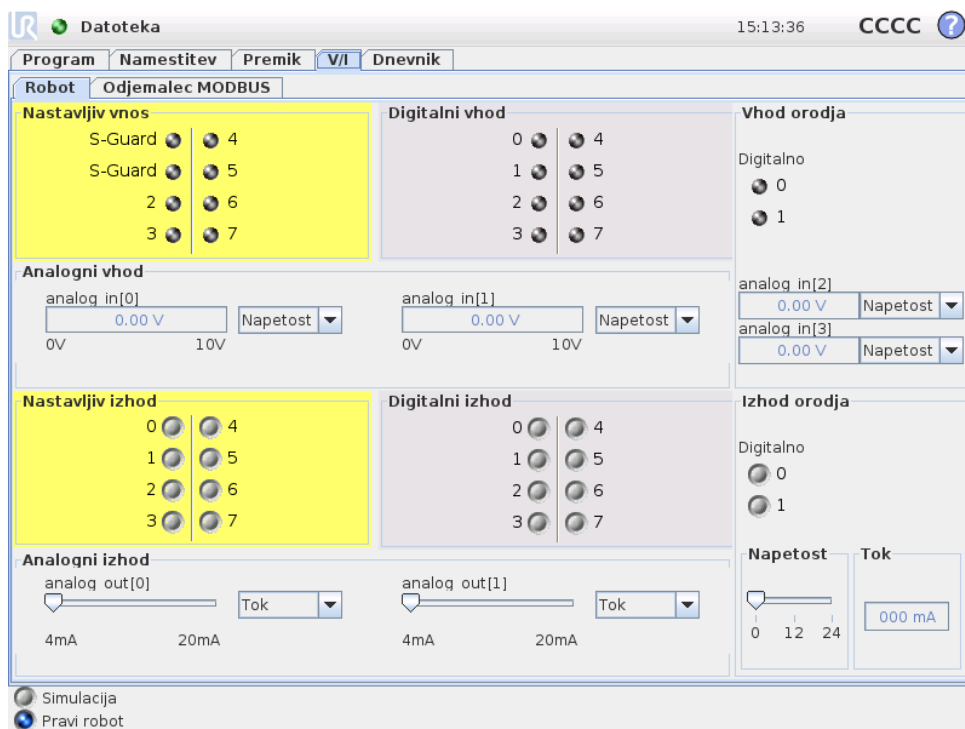 UR Datoteka 15:13:36 CCCC ?
Program Namestitev Premik V/I Dnevnik
Robot Odjemalec MODBUS
Nastavljiv vnos
S-Guard 4
S-Guard 5
2 6
3 7
Digitalni vhod
0 4
1 5
2 6
3 7
Vhod orodja
Digitalno
0
1
analog_in[2]
0.00 V Napetost
analog_in[3]
0.00 V Napetost
Analogni vhod
analog_in[0]
0.00 V Napetost
0V 10V
analog_in[1]
0.00 V Napetost
0V 10V
Nastavljiv izhod
0 4
1 5
2 6
3 7
Digitalni izhod
0 4
1 5
2 6
3 7
Izhod orodja
Digitalno
0
1
Napetost
0 12 24
Tok
000 mA
Analogni izhod
analog_out[0]
Tok
4mA 20mA
analog_out[1]
Tok
4mA 20mA
Simulacija
Pravi robot